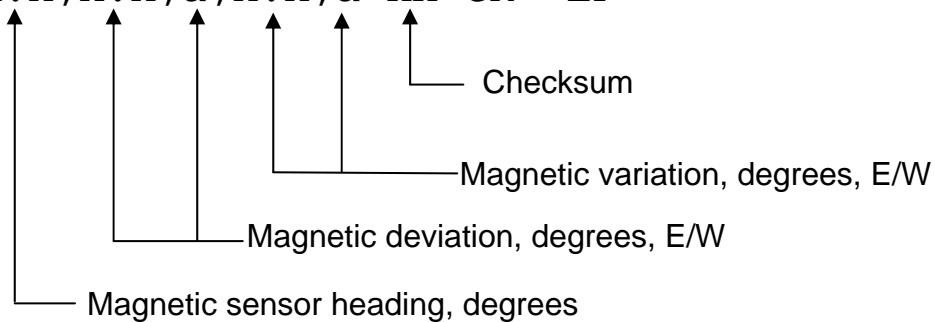 Checksum
Magnetic variation, degrees, E/W
Magnetic deviation, degrees, E/W
Magnetic sensor heading, degrees